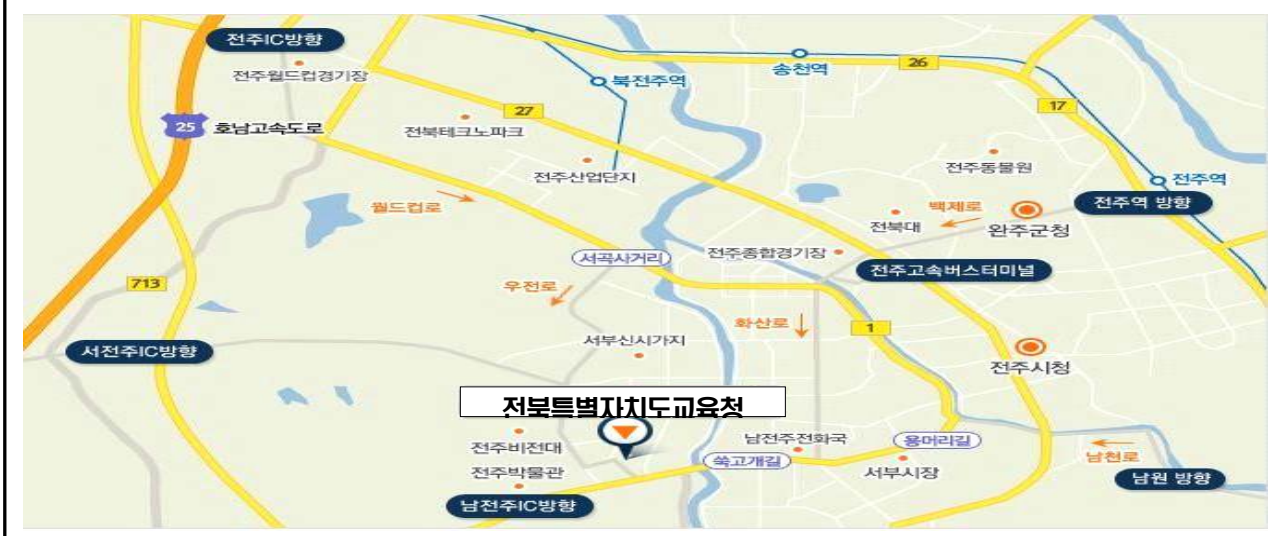 전주IC방향
송천역
26
전주월드컵경기장
북전주역
27
17
25
호남고속도로
전북테크노파크
전주동물원
전주산업단지
전주역
월드컵로
백제로
전주역 방향
전북대
완주군청
서곡사거리
전주종합경기장
전주고속버스터미널
713
우전로
화산로
1
서부신시가지
서전주IC방향
전주시청
전북특별자치도교육청
전주비전대
남전주전화국
용머리길
쑥고개길
남천로
전주박물관
서부시장
남원 방향
남전주IC방향